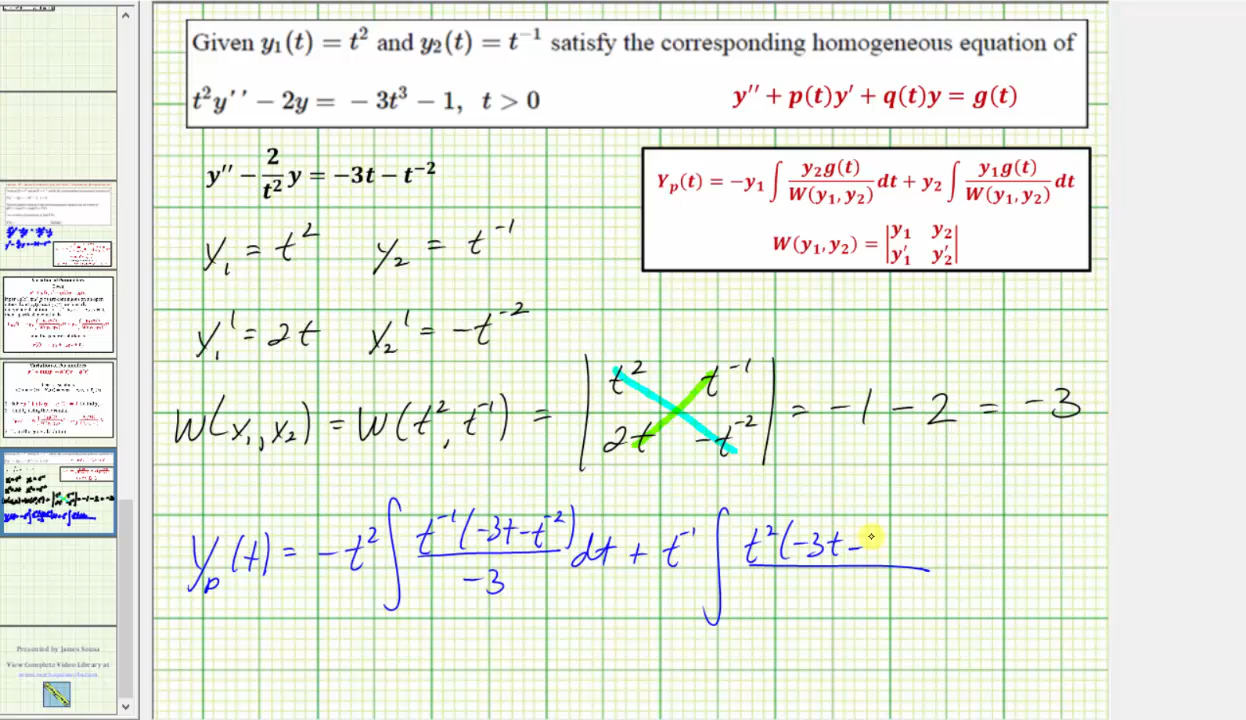 Given y₁(t) = t² and y₂(t) = t⁻¹ satisfy the corresponding homogeneous equation of
t²y′′ − 2y = −3t³ − 1, t > 0
y′′ + p(t)y′ + q(t)y = g(t)
y′′ − 2/t² y = −3t − t⁻²
Yₚ(t) = −y₁ ∫ y₂g(t)/W(y₁, y₂) dt + y₂ ∫ y₁g(t)/W(y₁, y₂) dt
W(y₁, y₂) = |y₁ y₂|
|y′₁ y′₂|
y₁ = t² y₂ = t⁻¹
y₁′ = 2t y₂′ = −t⁻²
W(y₁, y₂) = W(t², t⁻¹) = |t² t⁻¹| = −1 − 2 = −3
|2t −t⁻²|
Yₚ(t) = −t² ∫ t⁻¹(−3t − t⁻²)/−3 dt + t⁻¹ ∫ t²(−3t −
Presented by James Sousa
View Complete Video Library at